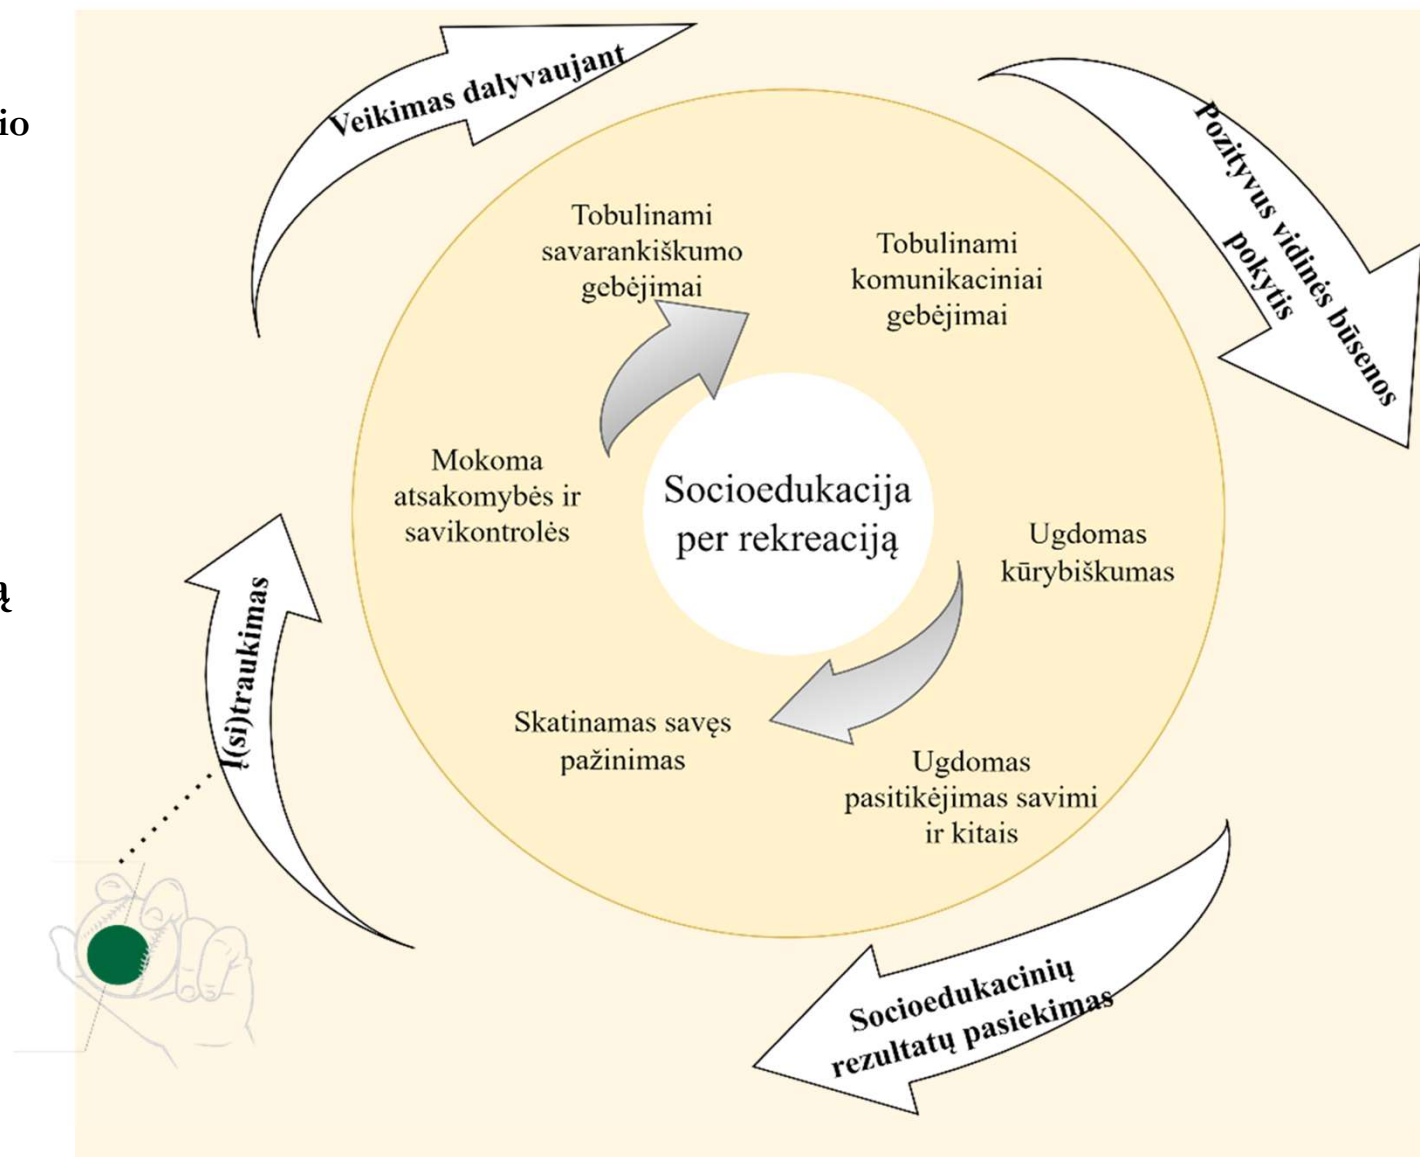 io
ą
Veikimas dalyvaujant
Pozityvus vidinės būsenos
pokytis
Tobulinami
savarankiškumo
gebėjimai
Tobulinami
komunikaciniai
gebėjimai
Mokoma
atsakomybės ir
savikontrolės
Socioedukacija
per rekreaciją
Ugdomas
kūrybiškumas
Į(si)traukimas
Skatinamas savęs
pažinimas
Ugdomas
pasitikėjimas savimi
ir kitais
Socioedukacinių
rezultatų pasiekimas